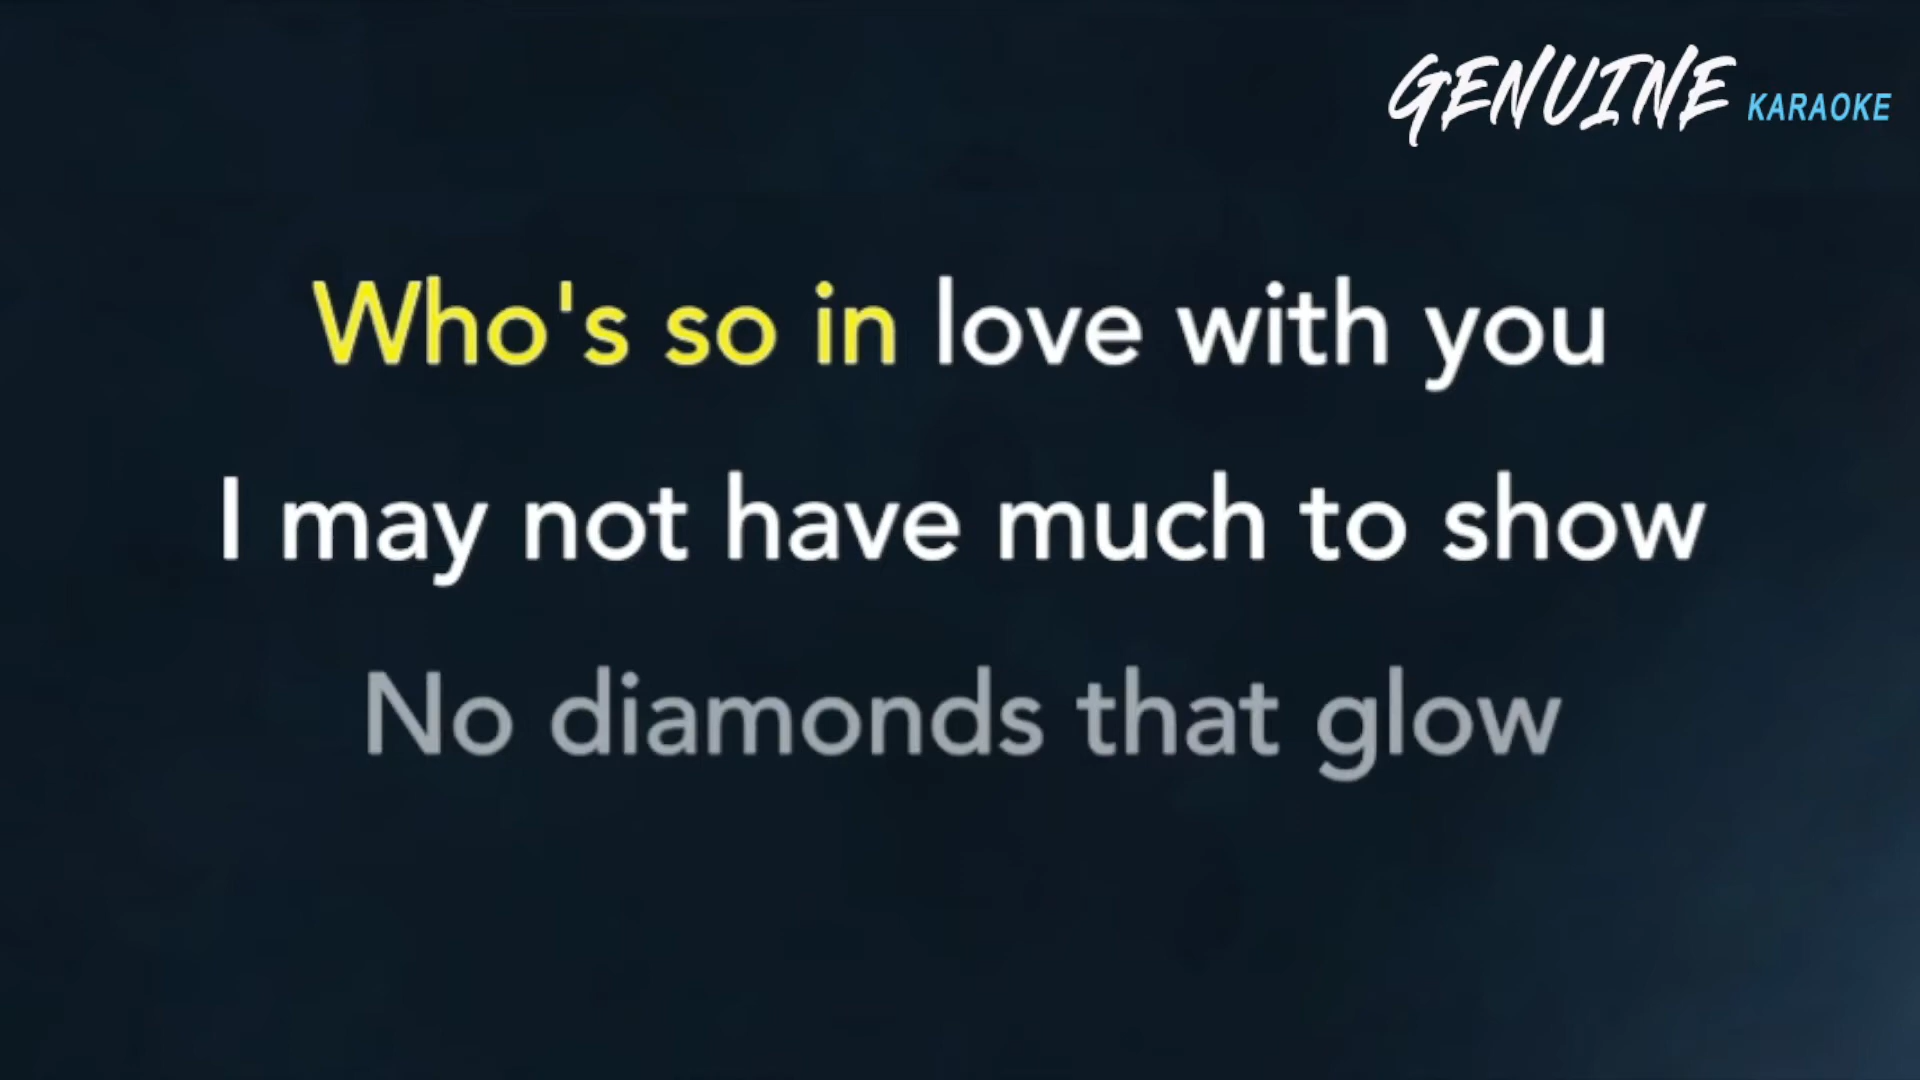 GENUINE KARAOKE
Who's so in love with you
I may not have much to show
No diamonds that glow